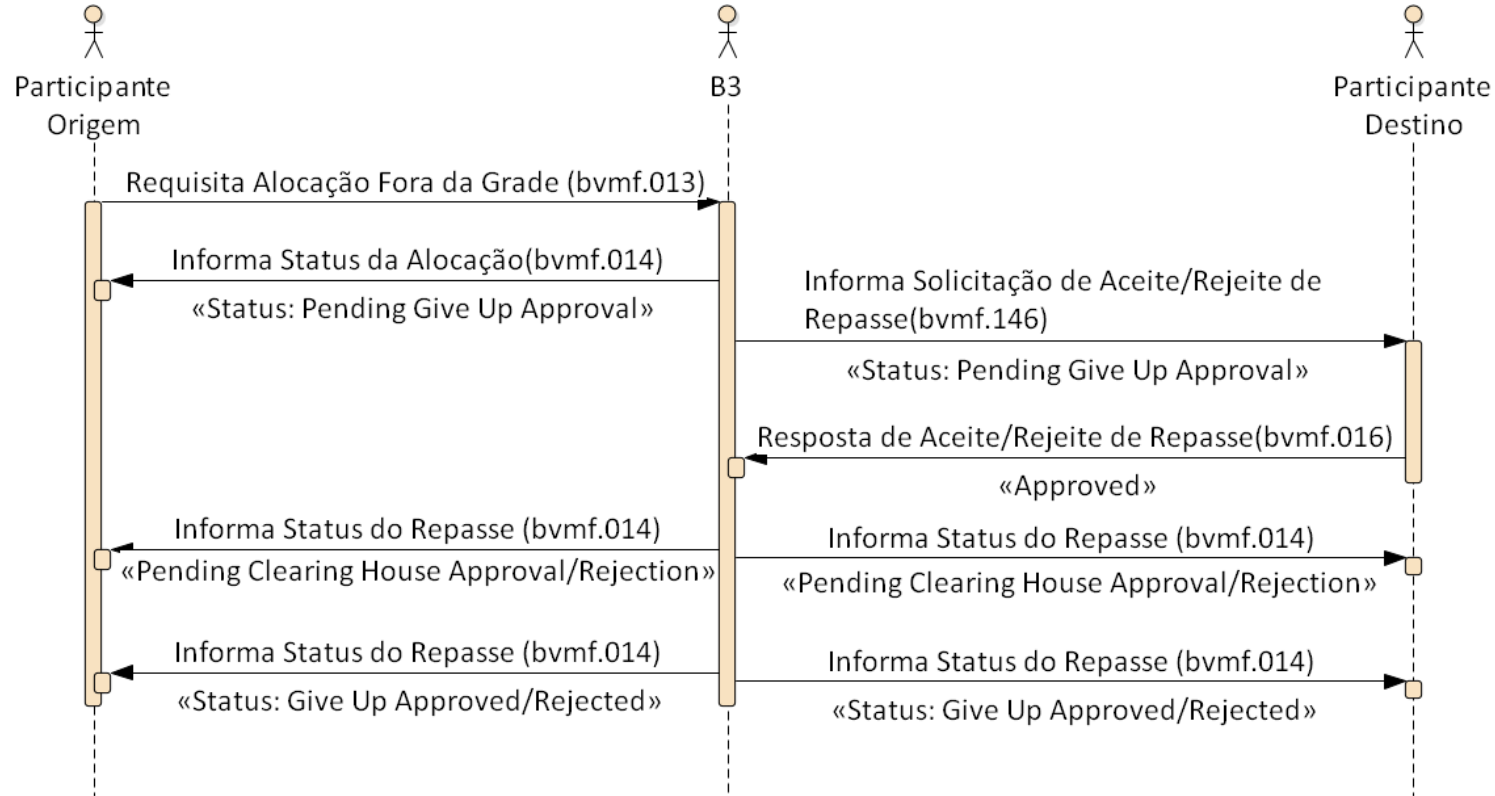 Participante
Origem
B3
Participante
Destino
Requisita Alocação Fora da Grade (bvmf.013)
Informa Status da Alocação(bvmf.014)
«Status: Pending Give Up Approval»
Informa Solicitação de Aceite/Rejeite de
Repasse(bvmf.146)
«Status: Pending Give Up Approval»
Resposta de Aceite/Rejeite de Repasse(bvmf.016)
«Approved»
Informa Status do Repasse (bvmf.014)
«Pending Clearing House Approval/Rejection»
Informa Status do Repasse (bvmf.014)
«Pending Clearing House Approval/Rejection»
Informa Status do Repasse (bvmf.014)
«Status: Give Up Approved/Rejected»
Informa Status do Repasse (bvmf.014)
«Status: Give Up Approved/Rejected»